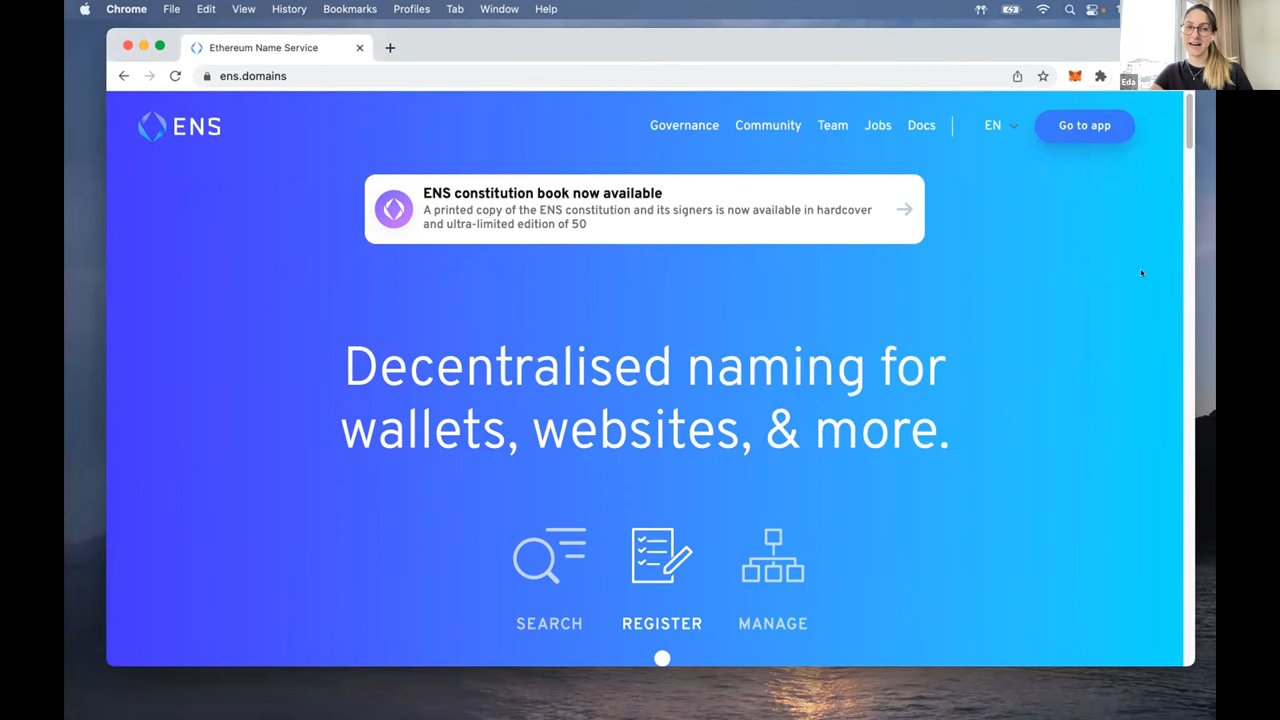 Chrome File Edit View History Bookmarks Profiles Tab Window Help
Ethereum Name Service
ens.domains
Eda
ENS
Governance Community Team Jobs Docs EN Go to app
ENS constitution book now available
A printed copy of the ENS constitution and its signers is now available in hardcover
and ultra-limited edition of 50
Decentralised naming for
wallets, websites, & more.
SEARCH REGISTER MANAGE